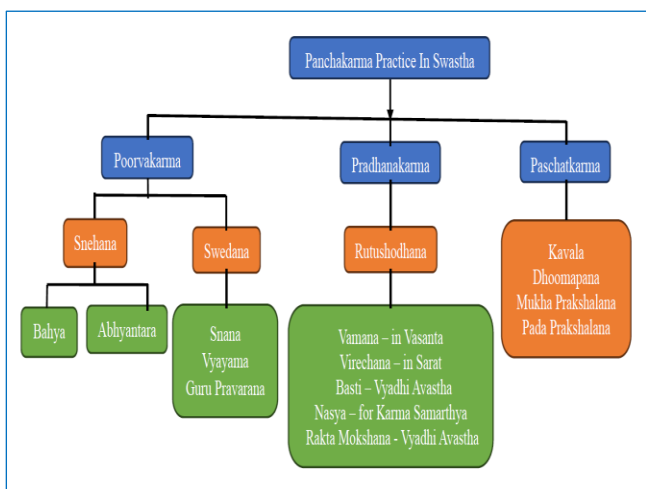 Panchakarma Practice In Swastha
Poorvakarma
Pradhanakarma
Paschatkarma
Snehana
Swedana
Rutushodhana
Kavala
Dhoomapana
Mukha Prakshalana
Pada Prakshalana
Bahya
Abhyantara
Snana
Vyayama
Guru Pravarana
Vamana – in Vasanta
Virechana – in Sarat
Basti – Vyadhi Avastha
Nasya – for Karma Samarthya
Rakta Mokshana - Vyadhi Avastha